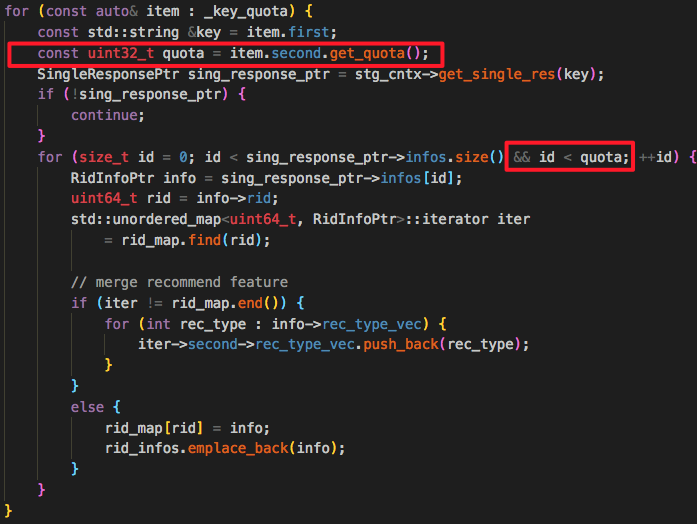 for (const auto& item : _key_quota) {
    const std::string &key = item.first;
    const uint32_t quota = item.second.get_quota();
    SingleResponsePtr sing_response_ptr = stg_cntx->get_single_res(key);
    if (!sing_response_ptr) {
        continue;
    }
    for (size_t id = 0; id < sing_response_ptr->infos.size() && id < quota; ++id) {
        RidInfoPtr info = sing_response_ptr->infos[id];
        uint64_t rid = info->rid;
        std::unordered_map<uint64_t, RidInfoPtr>::iterator iter
            = rid_map.find(rid);

        // merge recommend feature
        if (iter != rid_map.end()) {
            for (int rec_type : info->rec_type_vec) {
                iter->second->rec_type_vec.push_back(rec_type);
            }
        }
        else {
            rid_map[rid] = info;
            rid_infos.emplace_back(info);
        }
    }
}